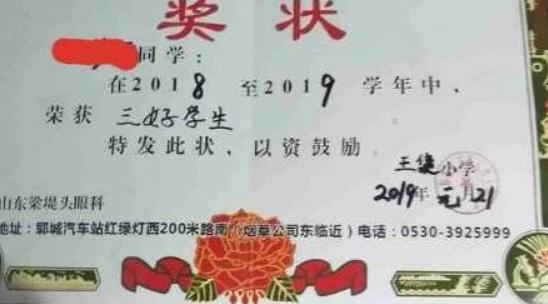 奖状
同学：
在2018至2019学年中，
荣获三好学生
特发此状，以资鼓励
王集小学
2019年元月21
山东梁堤头眼科
地址：郓城汽车站红绿灯西200米路南（烟草公司东临近）电话：0530-3925999